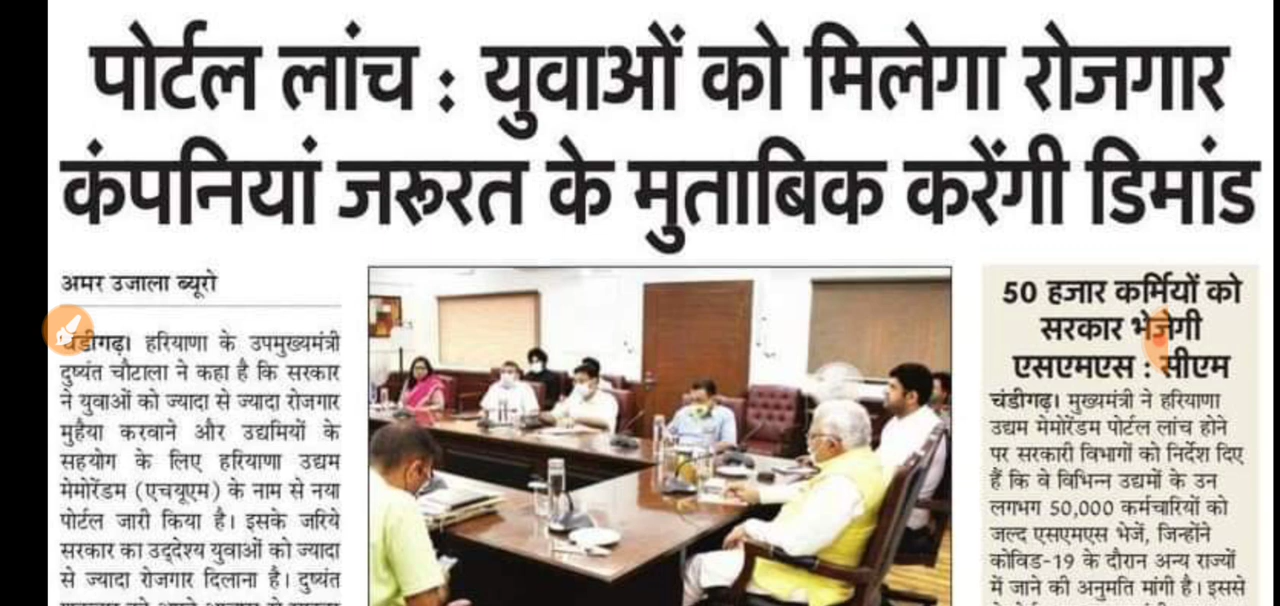 पोर्टल लांच : युवाओं को मिलेगा रोजगार
कंपनियां जरूरत के मुताबिक करेंगी डिमांड
अमर उजाला ब्यूरो
चंडीगढ़। हरियाणा के उपमुख्यमंत्री
दुष्यंत चौटाला ने कहा है कि सरकार
ने युवाओं को ज्यादा से ज्यादा रोजगार
मुहैया करवाने और उद्यमियों के
सहयोग के लिए हरियाणा उद्यम
मेमोरेंडम (एचयूएम) के नाम से नया
पोर्टल जारी किया है। इसके जरिये
सरकार का उद्देश्य युवाओं को ज्यादा
से ज्यादा रोजगार दिलाना है। दुष्यंत
50 हजार कर्मियों को
सरकार भेजेगी
एसएमएस : सीएम
चंडीगढ़। मुख्यमंत्री ने हरियाणा
उद्यम मेमोरेंडम पोर्टल लांच होने
पर सरकारी विभागों को निर्देश दिए
हैं कि वे विभिन्न उद्यमों के उन
लगभग 50,000 कर्मचारियों को
जल्द एसएमएस भेजें, जिन्होंने
कोविड-19 के दौरान अन्य राज्यों
में जाने की अनुमति मांगी है। इससे